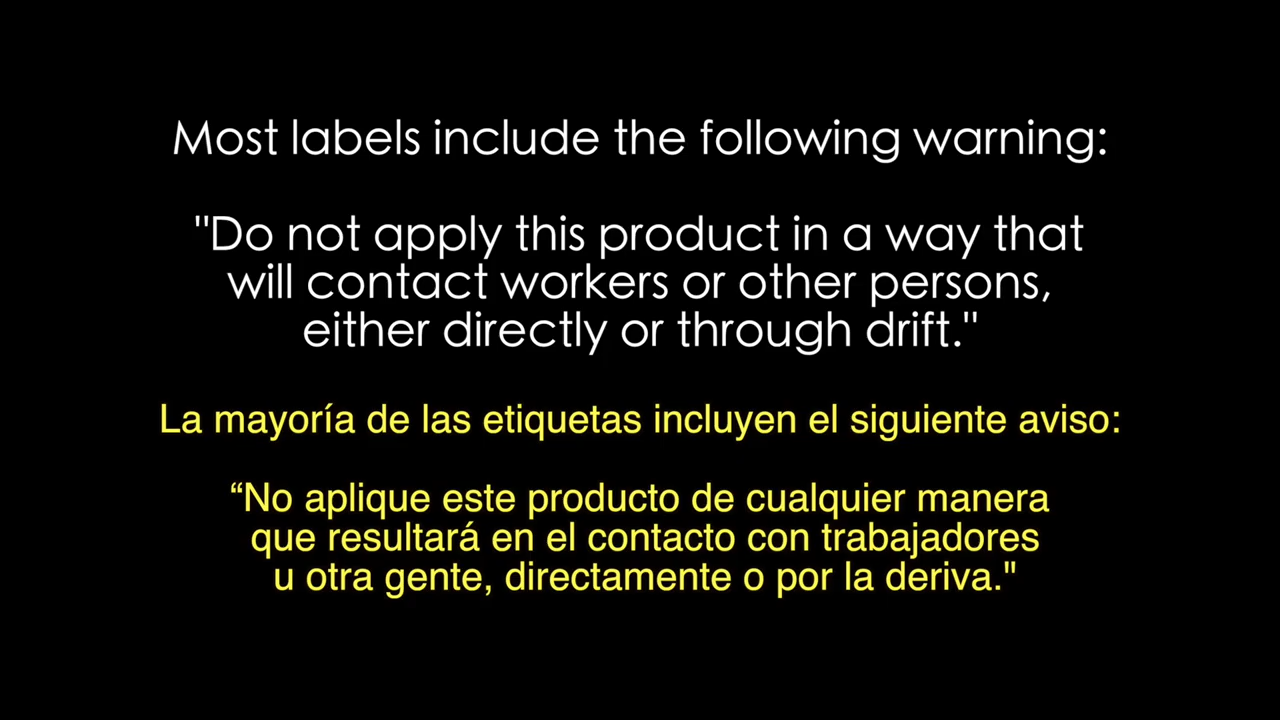 Most labels include the following warning:
"Do not apply this product in a way that
will contact workers or other persons,
either directly or through drift."
La mayoría de las etiquetas incluyen el siguiente aviso:
“No aplique este producto de cualquier manera
que resultará en el contacto con trabajadores
u otra gente, directamente o por la deriva."